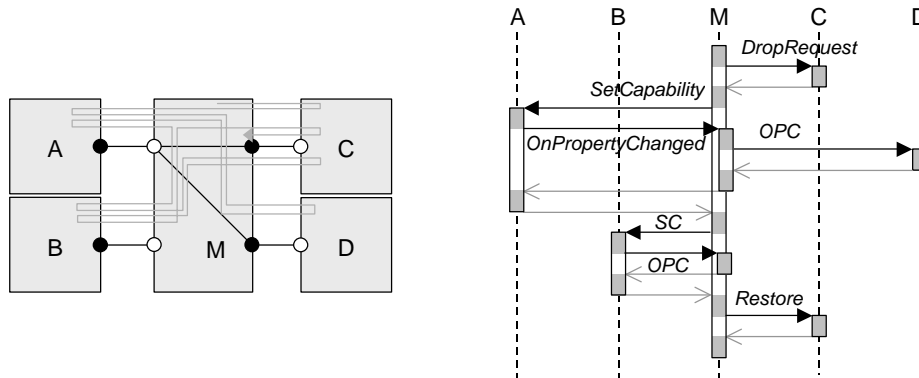 A
B
M
C
D
A
B
M
C
D
DropRequest
SetCapability
OnPropertyChanged
OPC
SC
OPC
Restore